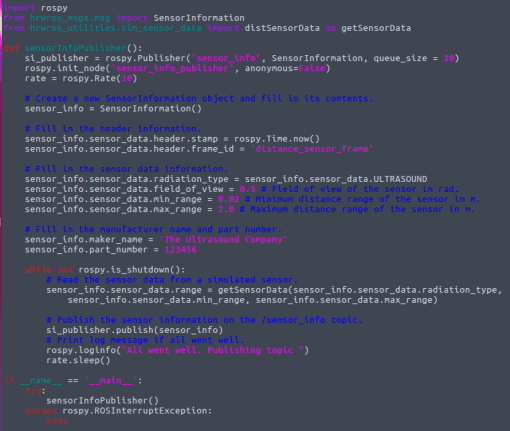 import rospy
from hrwros_msgs.msg import SensorInformation
from hrwros_utilities.sim_sensor_data import distSensorData as getSensorData
def sensorInfoPublisher():
    si_publisher = rospy.Publisher('sensor_info', SensorInformation, queue_size = 10)
    rospy.init_node('sensor_info_publisher', anonymous=False)
    rate = rospy.Rate(10)
    # Create a new SensorInformation object and fill in its contents.
    sensor_info = SensorInformation()
    # Fill in the header information.
    sensor_info.sensor_data.header.stamp = rospy.Time.now()
    sensor_info.sensor_data.header.frame_id = 'distance_sensor_frame'
    # Fill in the sensor data information.
    sensor_info.sensor_data.radiation_type = sensor_info.sensor_data.ULTRASOUND
    sensor_info.sensor_data.field_of_view = 0.5 # Field of view of the sensor in rad.
    sensor_info.sensor_data.min_range = 0.02 # Minimum distance range of the sensor in m.
    sensor_info.sensor_data.max_range = 2.0 # Maximum distance range of the sensor in m.
    # Fill in the manufacturer name and part number.
    sensor_info.maker_name = 'The Ultrasound Company'
    sensor_info.part_number = 123456
    while not rospy.is_shutdown():
        # Read the sensor data from a simulated sensor.
        sensor_info.sensor_data.range = getSensorData(sensor_info.sensor_data.radiation_type,
            sensor_info.sensor_data.min_range, sensor_info.sensor_data.max_range)
        # Publish the sensor information on the /sensor_info topic.
        si_publisher.publish(sensor_info)
        # Print log message if all went well.
        rospy.loginfo("All went well. Publishing topic ")
        rate.sleep()
if __name__ == '__main__':
    try:
        sensorInfoPublisher()
    except rospy.ROSInterruptException:
        pass